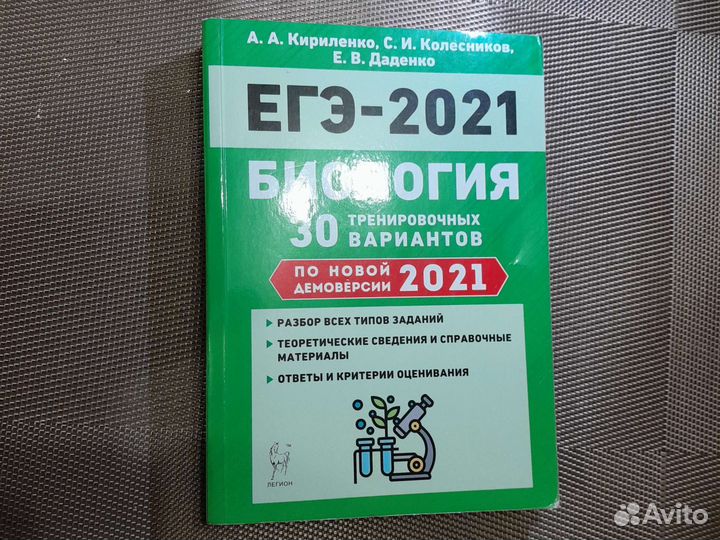 А. А. Кириленко, С. И. Колесников,
Е. В. Даденко
ЕГЭ-2021
БИОЛОГИЯ
30 ТРЕНИРОВОЧНЫХ
ВАРИАНТОВ
ПО НОВОЙ
ДЕМОВЕРСИИ 2021
РАЗБОР ВСЕХ ТИПОВ ЗАДАНИЙ
ТЕОРЕТИЧЕСКИЕ СВЕДЕНИЯ И СПРАВОЧНЫЕ
МАТЕРИАЛЫ
ОТВЕТЫ И КРИТЕРИИ ОЦЕНИВАНИЯ
ЛЕГИОН
Avito